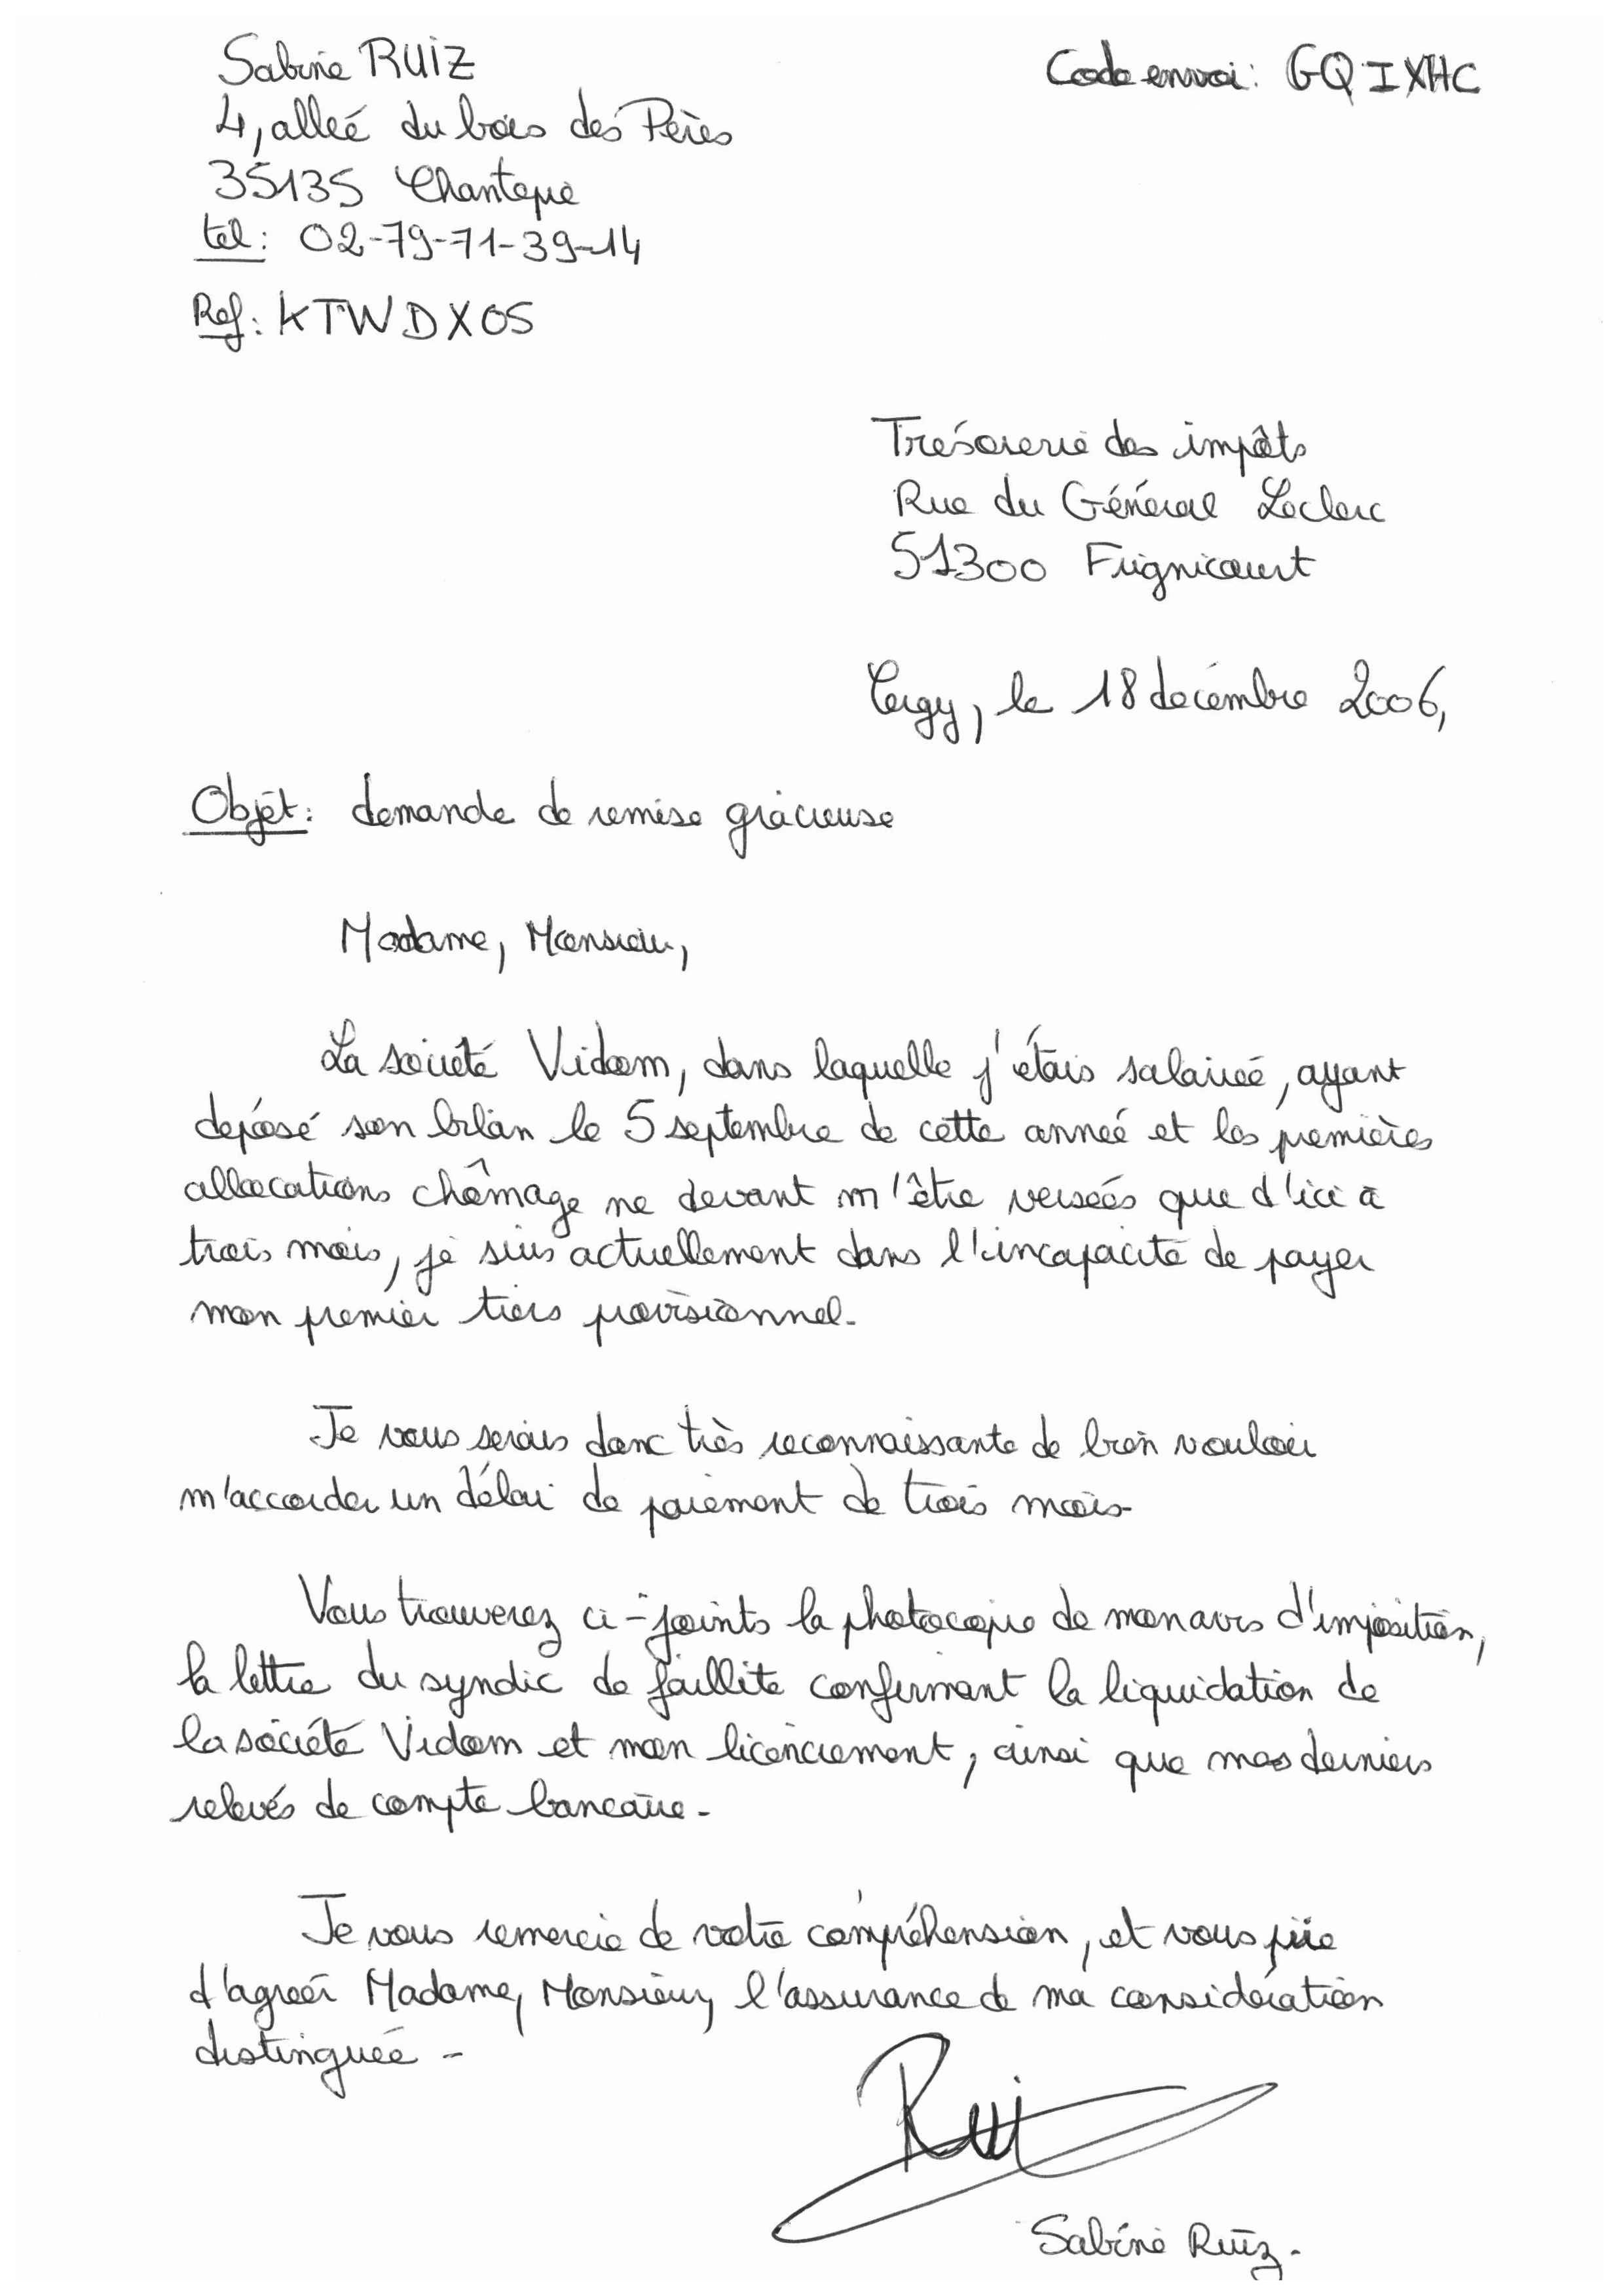 Sabine RUIZ
Code envoi : GQIXHC
4, allée du bois des Pères
35135 Chantepie
tel : 02-79-71-39-14
Ref : KTWDX05
Trésorerie des impôts
Rue du Général Leclerc
51300 Frignicourt
Cergy, le 18 décembre 2006,
Objet : demande de remise gracieuse
Madame, Monsieur,
La société Vidom, dans laquelle j'étais salariée, ayant
déposé son bilan le 5 septembre de cette année et les premières
allocations chômage ne devant m'être versées que d'ici à
trois mois, je suis actuellement dans l'incapacité de payer
mon premier tiers provisionnel.
Je vous serais donc très reconnaissante de bien vouloir
m'accorder un délai de paiement de trois mois.
Vous trouverez ci-joints la photocopie de mon avis d'imposition,
la lettre du syndic de faillite confirmant la liquidation de
la société Vidom et mon licenciement, ainsi que mes derniers
relevés de compte bancaire.
Je vous remercie de votre compréhension, et vous prie
d'agréer Madame, Monsieur, l'assurance de ma considération
distinguée -
Rui
Sabine Ruiz.